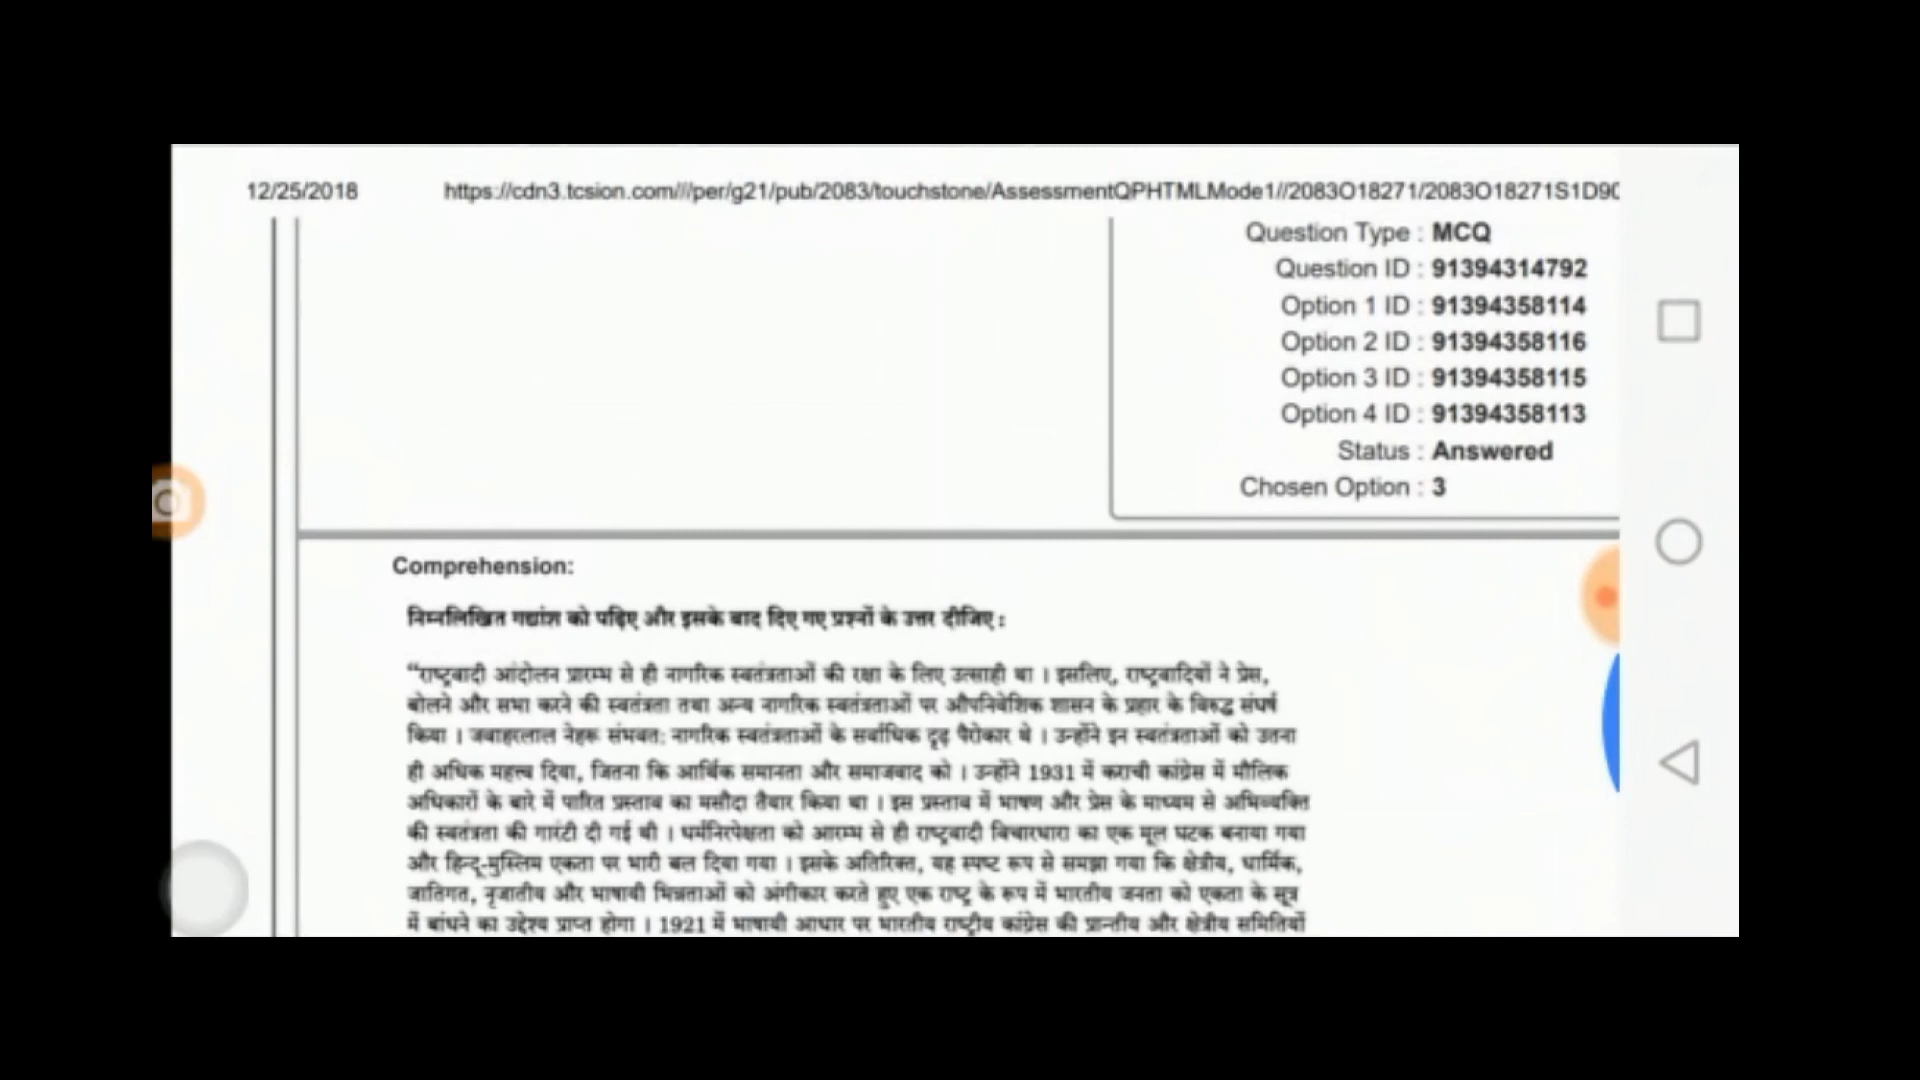 12/25/2018 https://cdn3.tcsion.com///per/g21/pub/2083/touchstone/AssessmentQPHTMLMode1//2083O18271/2083O18271S1D90
Question Type : MCQ
Question ID : 91394314792
Option 1 ID : 91394358114
Option 2 ID : 91394358116
Option 3 ID : 91394358115
Option 4 ID : 91394358113
Status : Answered
Chosen Option : 3
Comprehension:
निम्नलिखित गद्यांश को पढ़िए और इसके बाद दिए गए प्रश्नों के उत्तर दीजिए :
“राष्ट्रवादी आंदोलन प्रारम्भ से ही नागरिक स्वतंत्रताओं की रक्षा के लिए उत्साही था । इसलिए, राष्ट्रवादियों ने प्रेस,
बोलने और सभा करने की स्वतंत्रता तथा अन्य नागरिक स्वतंत्रताओं पर औपनिवेशिक शासन के प्रहार के विरुद्ध संघर्ष
किया । जवाहरलाल नेहरू संभवतः नागरिक स्वतंत्रताओं के सर्वाधिक दृढ़ पैरोकार थे । उन्होंने इन स्वतंत्रताओं को उतना
ही अधिक महत्त्व दिया, जितना कि आर्थिक समानता और समाजवाद को । उन्होंने 1931 में कराची कांग्रेस में मौलिक
अधिकारों के बारे में पारित प्रस्ताव का मसौदा तैयार किया था । इस प्रस्ताव में भाषण और प्रेस के माध्यम से अभिव्यक्ति
की स्वतंत्रता की गारंटी दी गई थी । धर्मनिरपेक्षता को आरम्भ से ही राष्ट्रवादी विचारधारा का एक मूल घटक बनाया गया
और हिन्दू-मुस्लिम एकता पर भारी बल दिया गया । इसके अतिरिक्त, यह स्पष्ट रूप से समझा गया कि क्षेत्रीय, धार्मिक,
जातिगत, नृजातीय और भाषायी भिन्नताओं को अंगीकार करते हुए एक राष्ट्र के रूप में भारतीय जनता को एकता के सूत्र
में बांधने का उद्देश्य प्राप्त होगा । 1921 में भाषायी आधार पर भारतीय राष्ट्रीय कांग्रेस की प्रान्तीय और क्षेत्रीय समितियों